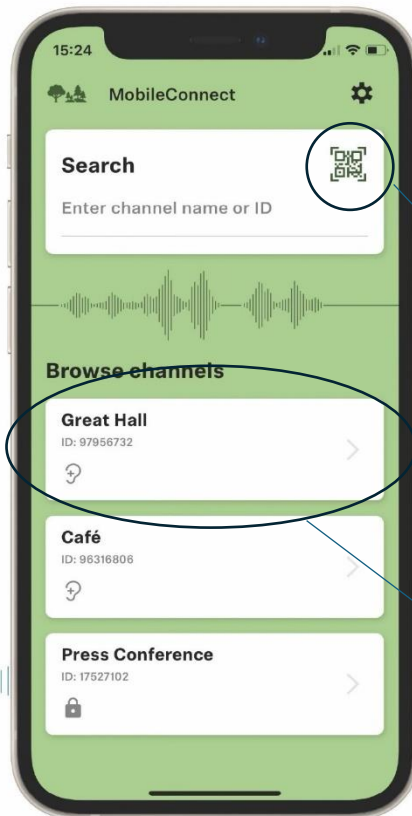 15:24
MobileConnect
Search
Enter channel name or ID
Browse channels
Great Hall
ID: 97956732
Café
ID: 96316806
Press Conference
ID: 17527102